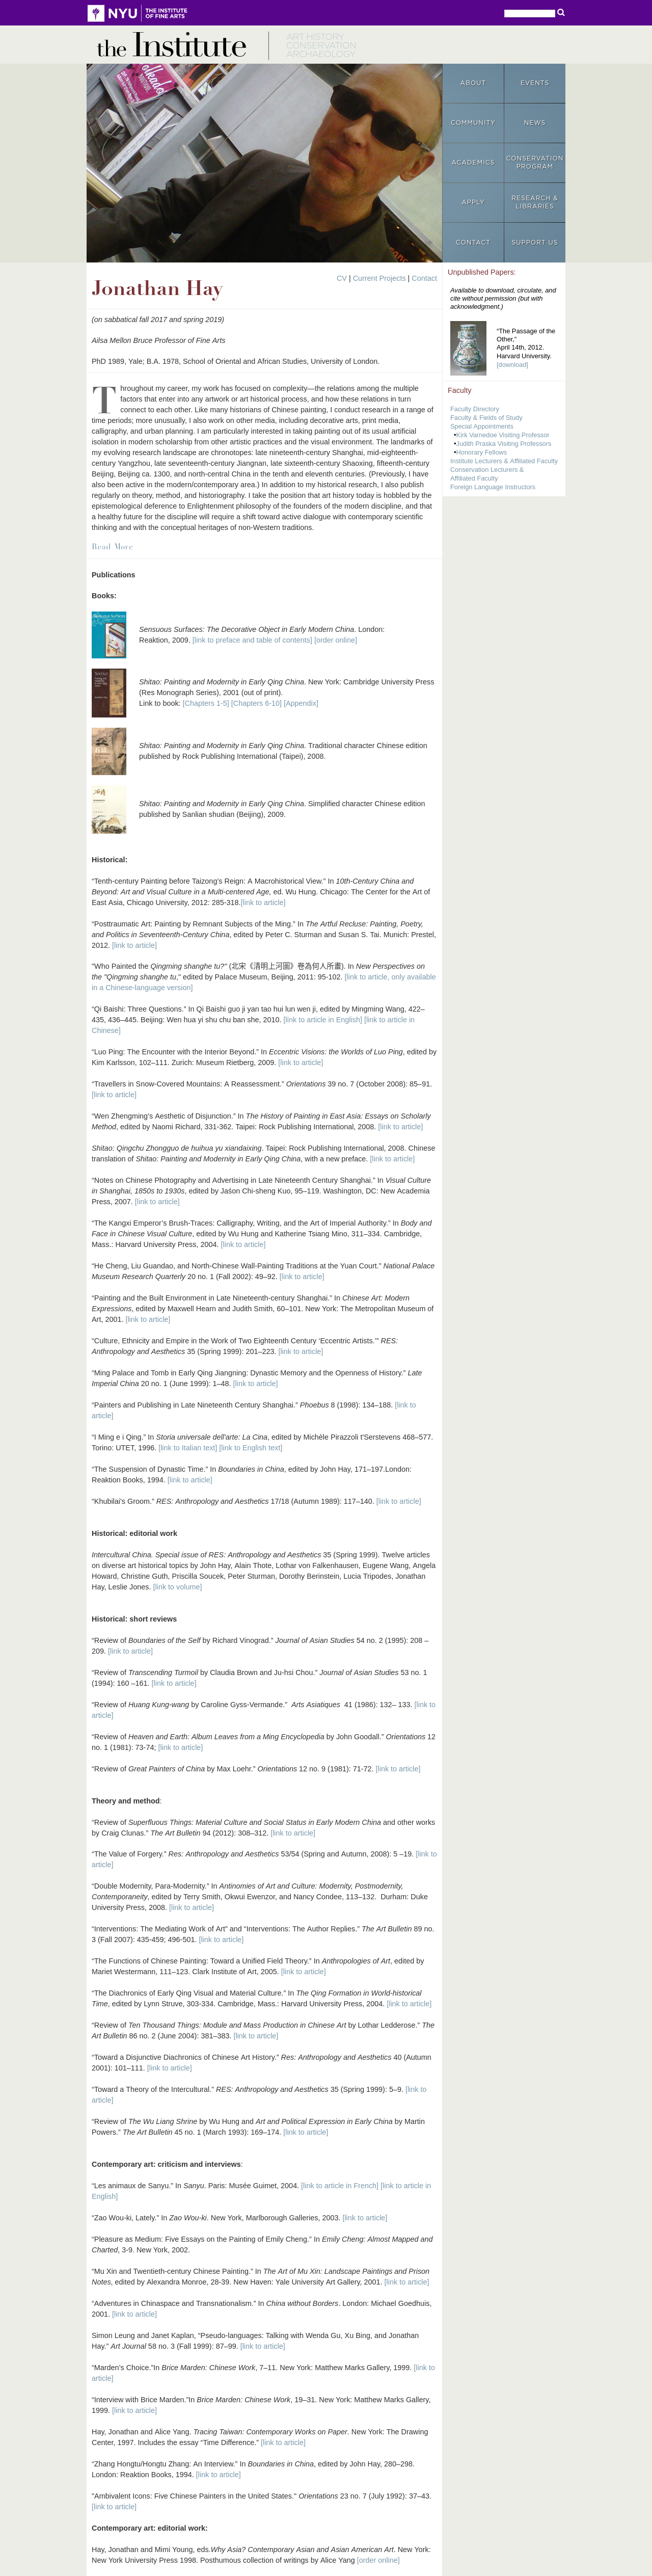 NYU THE INSTITUTE
OF FINE ARTS
the Institute
ART HISTORY
CONSERVATION
ARCHAEOLOGY
ABOUT
EVENTS
COMMUNITY
NEWS
ACADEMICS
CONSERVATION
PROGRAM
APPLY
RESEARCH &
LIBRARIES
CONTACT
SUPPORT US
CV | Current Projects | Contact
Jonathan Hay
(on sabbatical fall 2017 and spring 2019)
Ailsa Mellon Bruce Professor of Fine Arts
PhD 1989, Yale; B.A. 1978, School of Oriental and African Studies, University of London.
Throughout my career, my work has focused on complexity—the relations among the multiple
factors that enter into any artwork or art historical process, and how these relations in turn
connect to each other. Like many historians of Chinese painting, I conduct research in a range of
time periods; more unusually, I also work on other media, including decorative arts, print media,
calligraphy, and urban planning. I am particularly interested in taking painting out of its usual artificial
isolation in modern scholarship from other artistic practices and the visual environment. The landmarks of
my evolving research landscape are: late nineteenth-century Shanghai, mid-eighteenth-
century Yangzhou, late seventeenth-century Jiangnan, late sixteenth-century Shaoxing, fifteenth-century
Beijing, Beijing ca. 1300, and north-central China in the tenth and eleventh centuries. (Previously, I have
also worked on and around modern and contemporary art.) In addition to my historical research, I also publish
regularly on theory, method, and historiography. I take the position that art history today is hobbled by the
epistemological deference to Enlightenment philosophy of the founders of the modern discipline, and that
a healthy future for the discipline will require a shift toward active dialogue with contemporary scientific
thinking and with the conceptual heritages of non-Western traditions.
Read More
Publications
Books:
Sensuous Surfaces: The Decorative Object in Early Modern China. London:
Reaktion, 2009. [link to preface and table of contents] [order online]
Shitao: Painting and Modernity in Early Qing China. New York: Cambridge University Press
(Res Monograph Series), 2001 (out of print).
Link to book: [Chapters 1-5] [Chapters 6-10] [Appendix]
Shitao: Painting and Modernity in Early Qing China. Traditional character Chinese edition
published by Rock Publishing International (Taipei), 2008.
Shitao: Painting and Modernity in Early Qing China. Simplified character Chinese edition
published by Sanlian shudian (Beijing), 2009.
Historical:
“Tenth-century Painting before Taizong's Reign: A Macrohistorical View.” In 10th-Century China and
Beyond: Art and Visual Culture in a Multi-centered Age, ed. Wu Hung. Chicago: The Center for the Art of
East Asia, Chicago University, 2012: 285-318.[link to article]
“Posttraumatic Art: Painting by Remnant Subjects of the Ming.” In The Artful Recluse: Painting, Poetry,
and Politics in Seventeenth-Century China, edited by Peter C. Sturman and Susan S. Tai. Munich: Prestel,
2012. [link to article]
"Who Painted the Qingming shanghe tu?" (北宋《清明上河圖》卷為何人所畫). In New Perspectives on
the "Qingming shanghe tu," edited by Palace Museum, Beijing, 2011: 95-102. [link to article, only available
in a Chinese-language version]
“Qi Baishi: Three Questions.” In Qi Baishi guo ji yan tao hui lun wen ji, edited by Mingming Wang, 422–
435, 436–445. Beijing: Wen hua yi shu chu ban she, 2010. [link to article in English] [link to article in
Chinese]
“Luo Ping: The Encounter with the Interior Beyond.” In Eccentric Visions: the Worlds of Luo Ping, edited by
Kim Karlsson, 102–111. Zurich: Museum Rietberg, 2009. [link to article]
“Travellers in Snow-Covered Mountains: A Reassessment.” Orientations 39 no. 7 (October 2008): 85–91.
[link to article]
“Wen Zhengming's Aesthetic of Disjunction.” In The History of Painting in East Asia: Essays on Scholarly
Method, edited by Naomi Richard, 331-362. Taipei: Rock Publishing International, 2008. [link to article]
Shitao: Qingchu Zhongguo de huihua yu xiandaixing. Taipei: Rock Publishing International, 2008. Chinese
translation of Shitao: Painting and Modernity in Early Qing China, with a new preface. [link to article]
“Notes on Chinese Photography and Advertising in Late Nineteenth Century Shanghai.” In Visual Culture
in Shanghai, 1850s to 1930s, edited by Jason Chi-sheng Kuo, 95–119. Washington, DC: New Academia
Press, 2007. [link to article]
“The Kangxi Emperor's Brush-Traces: Calligraphy, Writing, and the Art of Imperial Authority.” In Body and
Face in Chinese Visual Culture, edited by Wu Hung and Katherine Tsiang Mino, 311–334. Cambridge,
Mass.: Harvard University Press, 2004. [link to article]
“He Cheng, Liu Guandao, and North-Chinese Wall-Painting Traditions at the Yuan Court.” National Palace
Museum Research Quarterly 20 no. 1 (Fall 2002): 49–92. [link to article]
“Painting and the Built Environment in Late Nineteenth-century Shanghai.” In Chinese Art: Modern
Expressions, edited by Maxwell Hearn and Judith Smith, 60–101. New York: The Metropolitan Museum of
Art, 2001. [link to article]
“Culture, Ethnicity and Empire in the Work of Two Eighteenth Century ‘Eccentric Artists.’” RES:
Anthropology and Aesthetics 35 (Spring 1999): 201–223. [link to article]
“Ming Palace and Tomb in Early Qing Jiangning: Dynastic Memory and the Openness of History.” Late
Imperial China 20 no. 1 (June 1999): 1–48. [link to article]
“Painters and Publishing in Late Nineteenth Century Shanghai.” Phoebus 8 (1998): 134–188. [link to
article]
“I Ming e i Qing.” In Storia universale dell'arte: La Cina, edited by Michèle Pirazzoli t'Serstevens 468–577.
Torino: UTET, 1996. [link to Italian text] [link to English text]
“The Suspension of Dynastic Time.” In Boundaries in China, edited by John Hay, 171–197.London:
Reaktion Books, 1994. [link to article]
“Khubilai's Groom.” RES: Anthropology and Aesthetics 17/18 (Autumn 1989): 117–140. [link to article]
Historical: editorial work
Intercultural China. Special issue of RES: Anthropology and Aesthetics 35 (Spring 1999). Twelve articles
on diverse art historical topics by John Hay, Alain Thote, Lothar von Falkenhausen, Eugene Wang, Angela
Howard, Christine Guth, Priscilla Soucek, Peter Sturman, Dorothy Berinstein, Lucia Tripodes, Jonathan
Hay, Leslie Jones. [link to volume]
Historical: short reviews
“Review of Boundaries of the Self by Richard Vinograd.” Journal of Asian Studies 54 no. 2 (1995): 208 –
209. [link to article]
“Review of Transcending Turmoil by Claudia Brown and Ju-hsi Chou.” Journal of Asian Studies 53 no. 1
(1994): 160 –161. [link to article]
“Review of Huang Kung-wang by Caroline Gyss-Vermande.” Arts Asiatiques 41 (1986): 132– 133. [link to
article]
“Review of Heaven and Earth: Album Leaves from a Ming Encyclopedia by John Goodall.” Orientations 12
no. 1 (1981): 73-74; [link to article]
“Review of Great Painters of China by Max Loehr.” Orientations 12 no. 9 (1981): 71-72. [link to article]
Theory and method:
“Review of Superfluous Things: Material Culture and Social Status in Early Modern China and other works
by Craig Clunas.” The Art Bulletin 94 (2012): 308–312. [link to article]
“The Value of Forgery.” Res: Anthropology and Aesthetics 53/54 (Spring and Autumn, 2008): 5 –19. [link to
article]
“Double Modernity, Para-Modernity.” In Antinomies of Art and Culture: Modernity, Postmodernity,
Contemporaneity, edited by Terry Smith, Okwui Enwezor, and Nancy Condee, 113–132. Durham: Duke
University Press, 2008. [link to article]
“Interventions: The Mediating Work of Art” and “Interventions: The Author Replies.” The Art Bulletin 89 no.
3 (Fall 2007): 435-459; 496-501. [link to article]
“The Functions of Chinese Painting: Toward a Unified Field Theory.” In Anthropologies of Art, edited by
Mariet Westermann, 111–123. Clark Institute of Art, 2005. [link to article]
“The Diachronics of Early Qing Visual and Material Culture.” In The Qing Formation in World-historical
Time, edited by Lynn Struve, 303-334. Cambridge, Mass.: Harvard University Press, 2004. [link to article]
“Review of Ten Thousand Things: Module and Mass Production in Chinese Art by Lothar Ledderose.” The
Art Bulletin 86 no. 2 (June 2004): 381–383. [link to article]
“Toward a Disjunctive Diachronics of Chinese Art History.” Res: Anthropology and Aesthetics 40 (Autumn
2001): 101–111. [link to article]
“Toward a Theory of the Intercultural.” RES: Anthropology and Aesthetics 35 (Spring 1999): 5–9. [link to
article]
“Review of The Wu Liang Shrine by Wu Hung and Art and Political Expression in Early China by Martin
Powers.” The Art Bulletin 45 no. 1 (March 1993): 169–174. [link to article]
Contemporary art: criticism and interviews:
“Les animaux de Sanyu.” In Sanyu. Paris: Musée Guimet, 2004. [link to article in French] [link to article in
English]
“Zao Wou-ki, Lately.” In Zao Wou-ki. New York, Marlborough Galleries, 2003. [link to article]
“Pleasure as Medium: Five Essays on the Painting of Emily Cheng.” In Emily Cheng: Almost Mapped and
Charted, 3-9. New York, 2002.
“Mu Xin and Twentieth-century Chinese Painting.” In The Art of Mu Xin: Landscape Paintings and Prison
Notes, edited by Alexandra Monroe, 28-39. New Haven: Yale University Art Gallery, 2001. [link to article]
“Adventures in Chinaspace and Transnationalism.” In China without Borders. London: Michael Goedhuis,
2001. [link to article]
Simon Leung and Janet Kaplan, “Pseudo-languages: Talking with Wenda Gu, Xu Bing, and Jonathan
Hay.” Art Journal 58 no. 3 (Fall 1999): 87–99. [link to article]
“Marden's Choice.”In Brice Marden: Chinese Work, 7–11. New York: Matthew Marks Gallery, 1999. [link to
article]
“Interview with Brice Marden.”In Brice Marden: Chinese Work, 19–31. New York: Matthew Marks Gallery,
1999. [link to article]
Hay, Jonathan and Alice Yang. Tracing Taiwan: Contemporary Works on Paper. New York: The Drawing
Center, 1997. Includes the essay “Time Difference.” [link to article]
“Zhang Hongtu/Hongtu Zhang: An Interview.” In Boundaries in China, edited by John Hay, 280–298.
London: Reaktion Books, 1994. [link to article]
"Ambivalent Icons: Five Chinese Painters in the United States." Orientations 23 no. 7 (July 1992): 37–43.
[link to article]
Contemporary art: editorial work:
Hay, Jonathan and Mimi Young, eds.Why Asia? Contemporary Asian and Asian American Art. New York:
New York University Press 1998. Posthumous collection of writings by Alice Yang [order online]
Unpublished Papers:
Available to download, circulate, and
cite without permission (but with
acknowledgment.)
"The Passage of the
Other,"
April 14th, 2012.
Harvard University.
[download]
Faculty
Faculty Directory
Faculty & Fields of Study
Special Appointments
•Kirk Varnedoe Visiting Professor
•Judith Praska Visiting Professors
•Honorary Fellows
Institute Lecturers & Affiliated Faculty
Conservation Lecturers &
Affiliated Faculty
Foreign Language Instructors